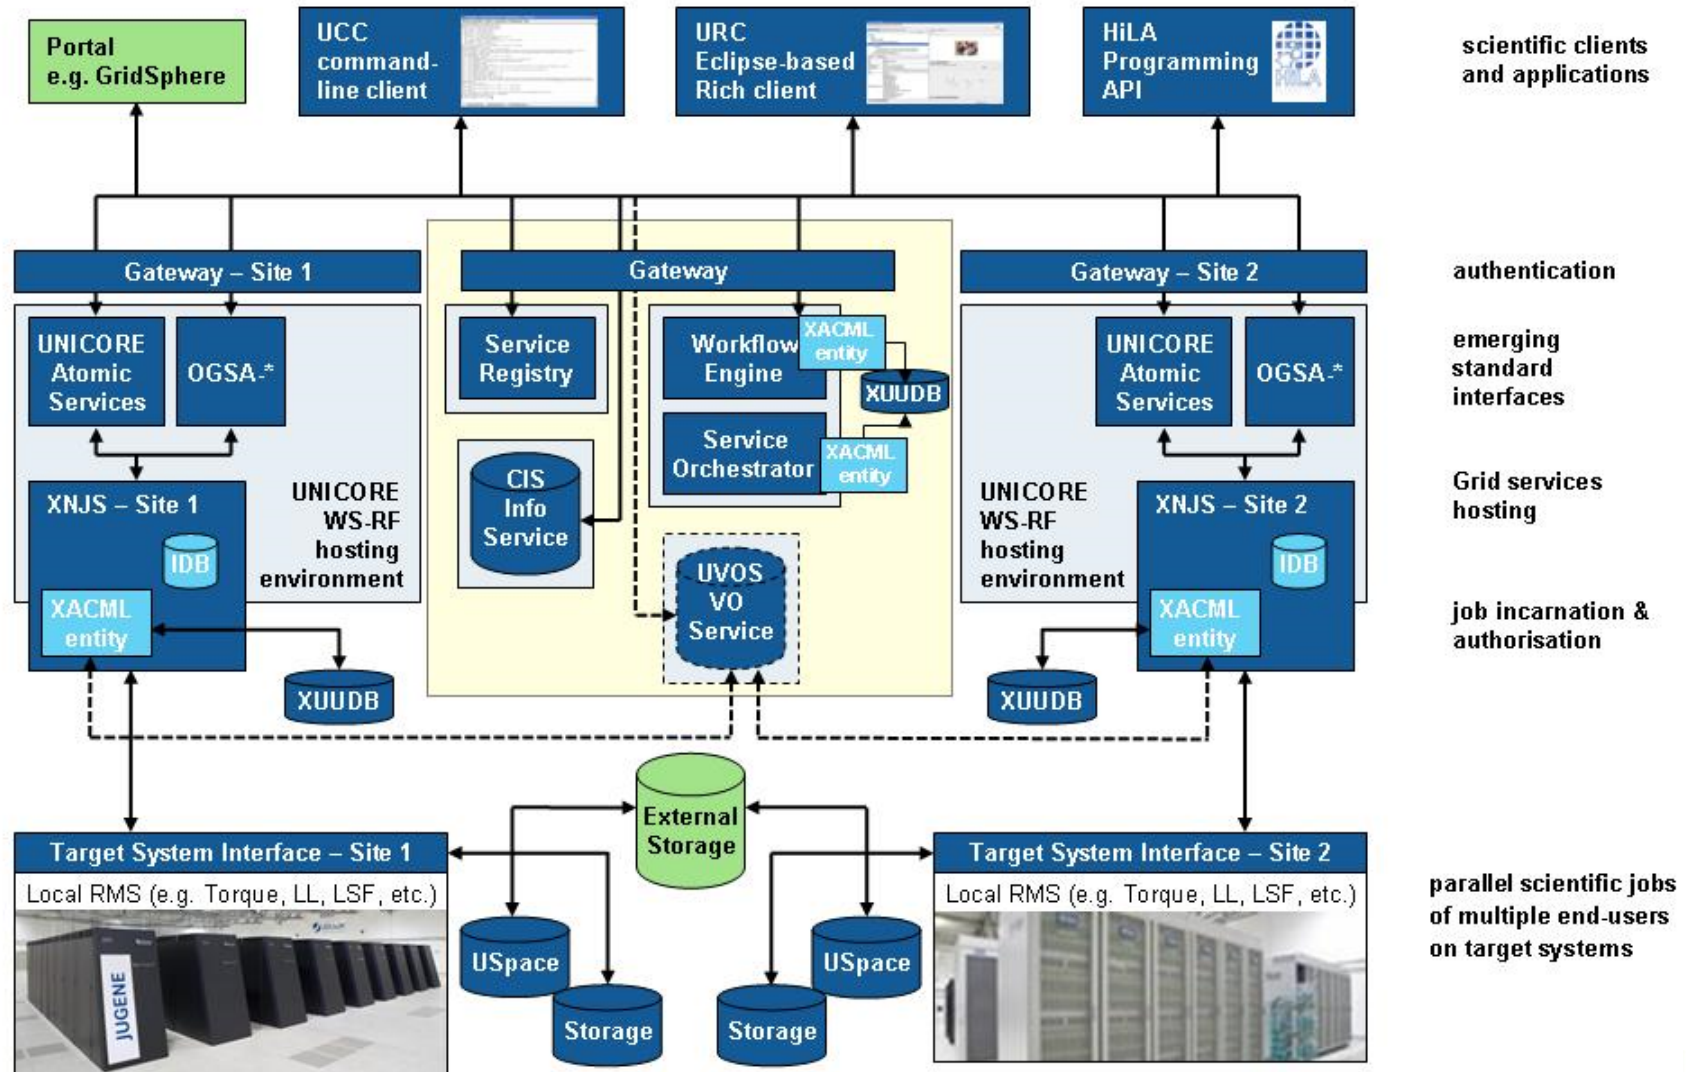 Portal
e.g. GridSphere
UCC
command-
line client
URC
Eclipse-based
Rich client
HiLA
Programming
API
HiLA
scientific clients
and applications
Gateway – Site 1
Gateway
Gateway – Site 2
authentication
UNICORE
Atomic
Services
OGSA-*
Service
Registry
Workflow
Engine
XACML
entity
XUUDB
Service
Orchestrator
XACML
entity
UNICORE
Atomic
Services
OGSA-*
emerging
standard
interfaces
XNJS – Site 1
IDB
UNICORE
WS-RF
hosting
environment
CIS
Info
Service
UNICORE
WS-RF
hosting
environment
XNJS – Site 2
IDB
Grid services
hosting
XACML
entity
XUUDB
UVOS
VO
Service
XUUDB
XACML
entity
job incarnation &
authorisation
External
Storage
Target System Interface – Site 1
Local RMS (e.g. Torque, LL, LSF, etc.)
JUGENE
USpace
Storage
USpace
Storage
Target System Interface – Site 2
Local RMS (e.g. Torque, LL, LSF, etc.)
parallel scientific jobs
of multiple end-users
on target systems